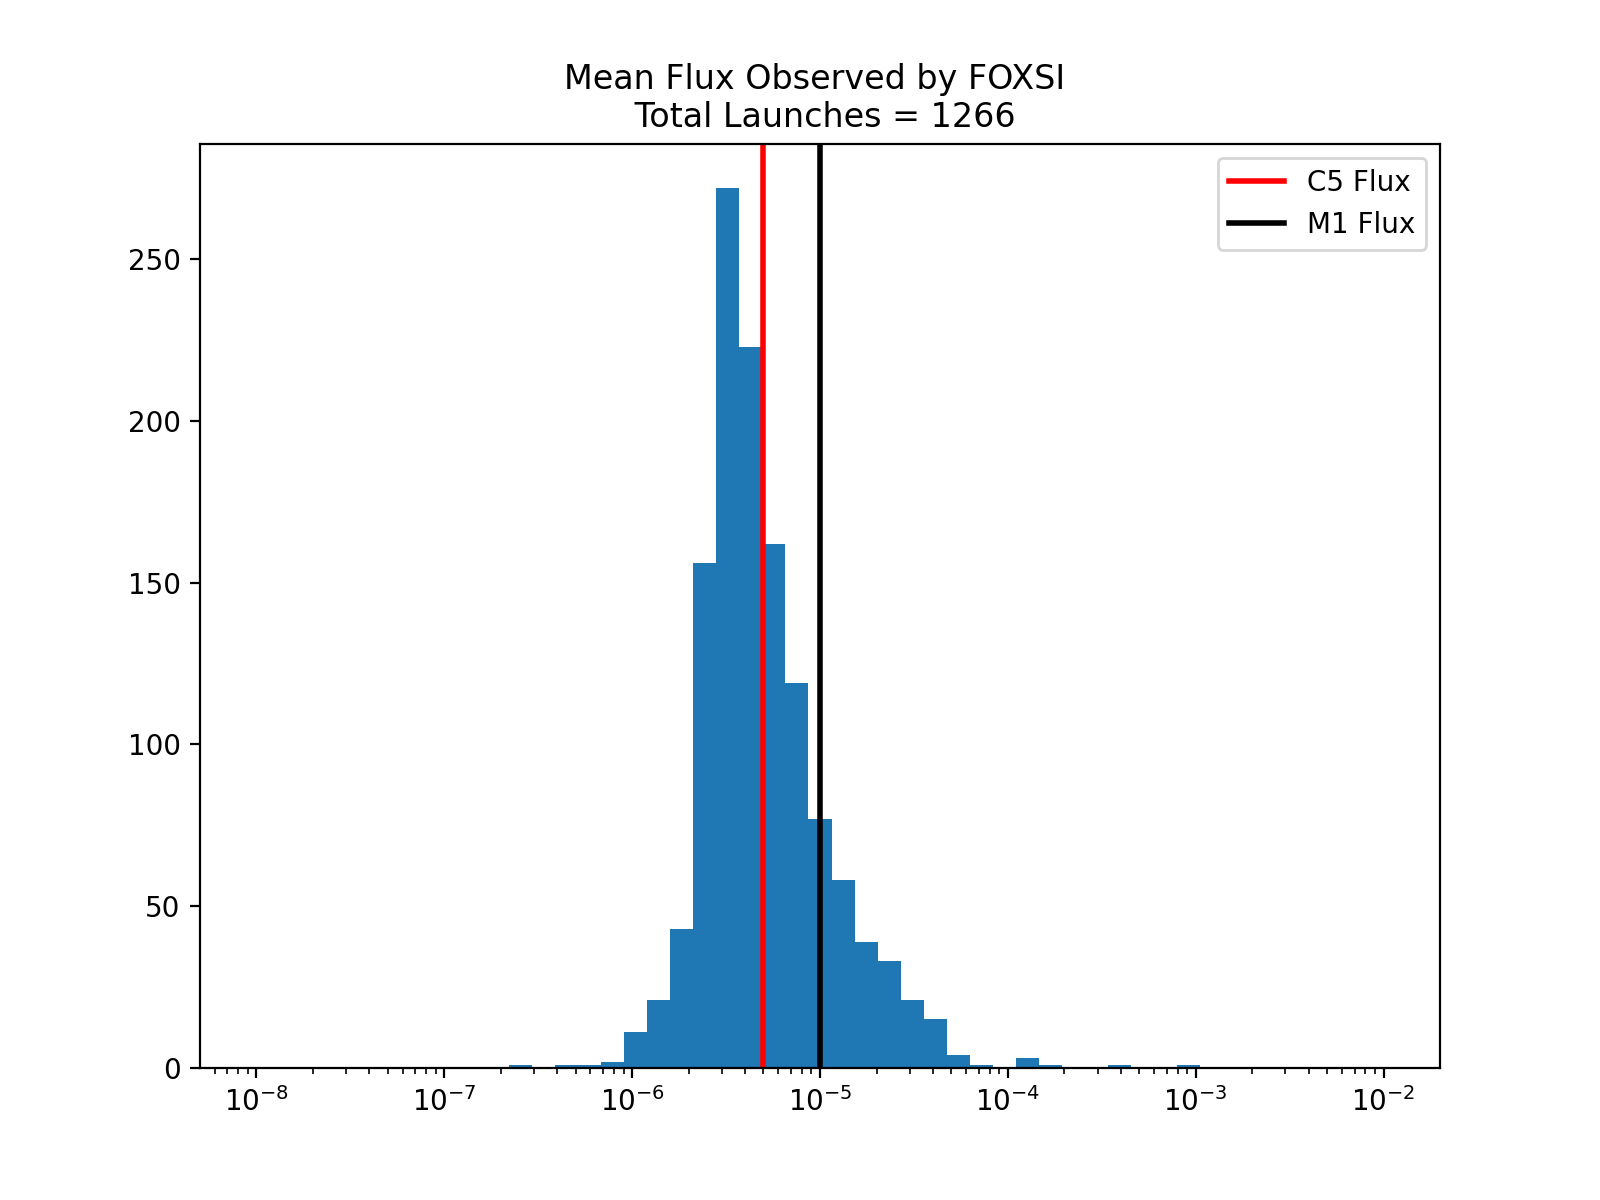 Mean Flux Observed by FOXSI
Total Launches = 1266
C5 Flux
M1 Flux
250
200
150
100
50
0
10⁻⁸ 10⁻⁷ 10⁻⁶ 10⁻⁵ 10⁻⁴ 10⁻³ 10⁻²